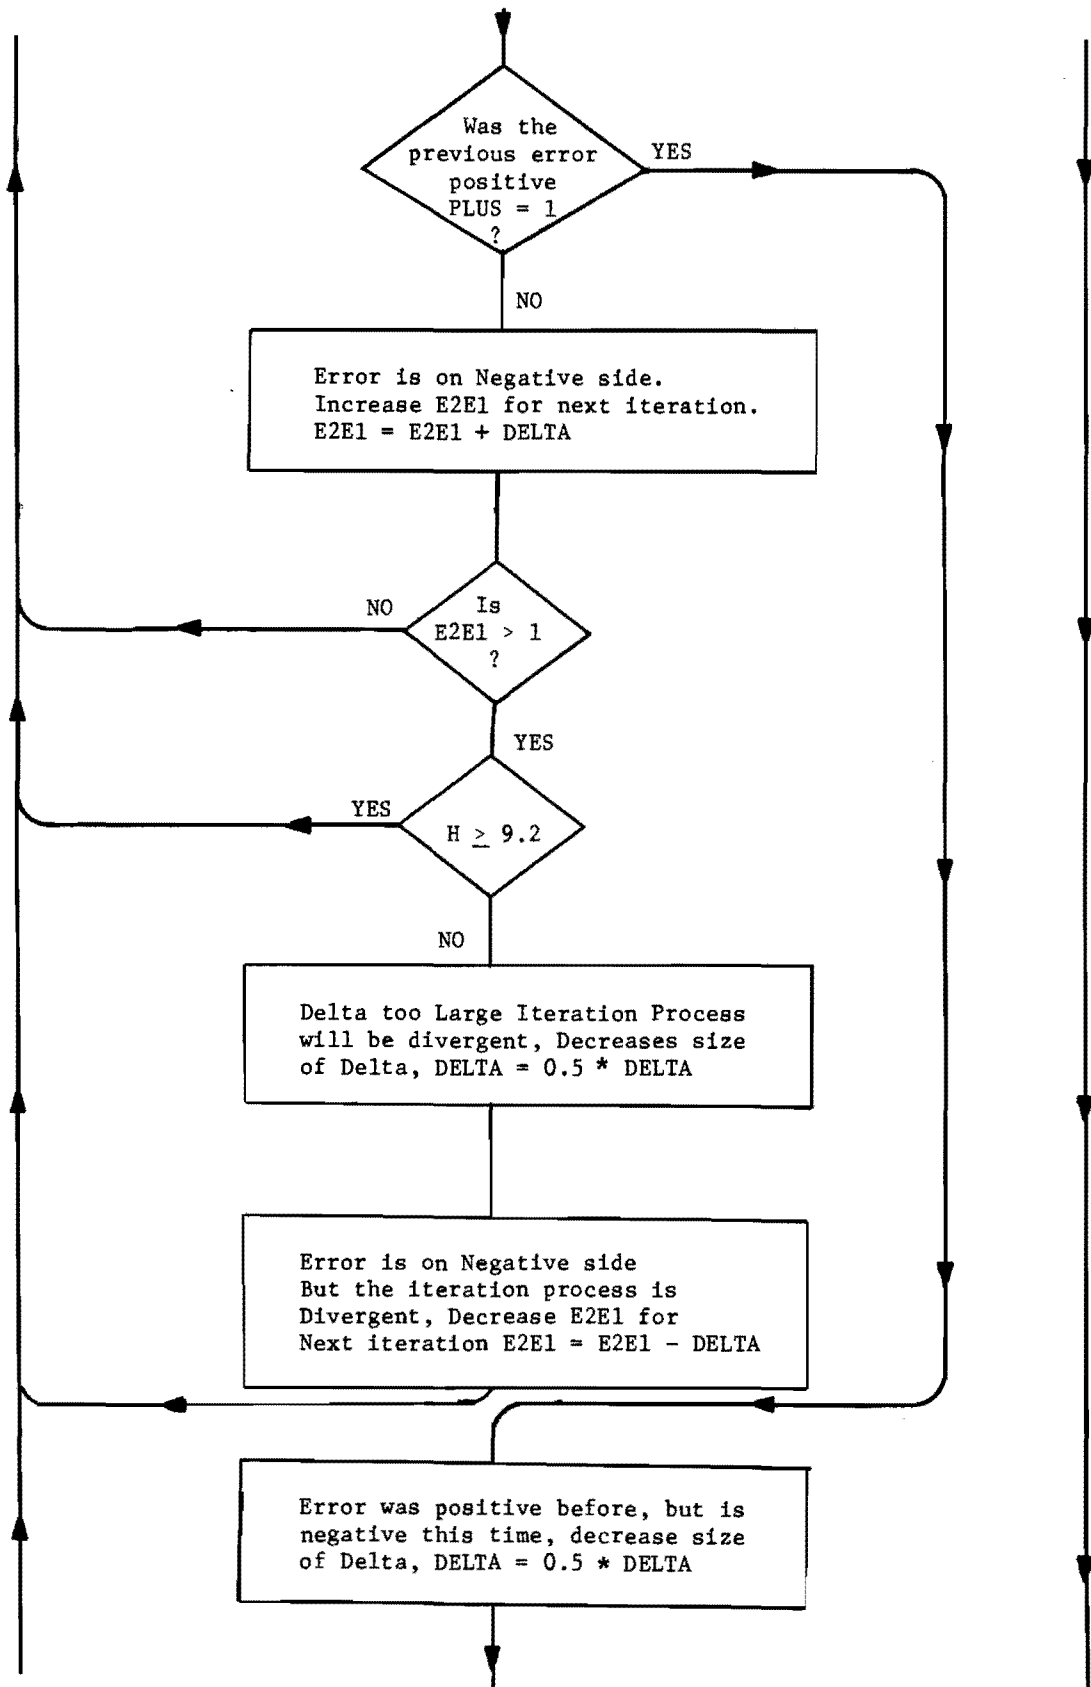 Was the
previous error
positive
PLUS = 1
?
YES
NO
Error is on Negative side.
Increase E2E1 for next iteration.
E2E1 = E2E1 + DELTA
NO
Is
E2E1 > 1
?
YES
YES
H ≥ 9.2
NO
Delta too Large Iteration Process
will be divergent, Decreases size
of Delta, DELTA = 0.5 * DELTA
Error is on Negative side
But the iteration process is
Divergent, Decrease E2E1 for
Next iteration E2E1 = E2E1 - DELTA
Error was positive before, but is
negative this time, decrease size
of Delta, DELTA = 0.5 * DELTA